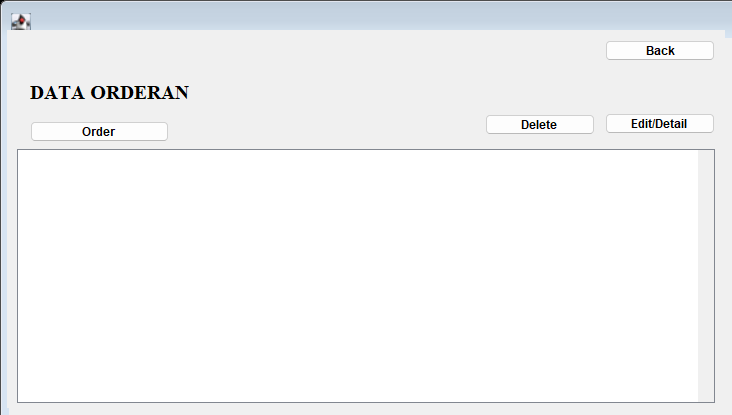 Back
DATA ORDERAN
Order
Delete
Edit/Detail